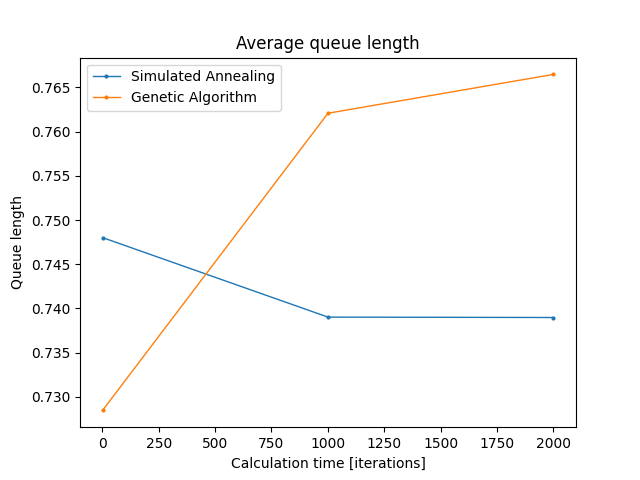 Average queue length
Simulated Annealing
Genetic Algorithm
Queue length
0.765
0.760
0.755
0.750
0.745
0.740
0.735
0.730
0 250 500 750 1000 1250 1500 1750 2000
Calculation time [iterations]